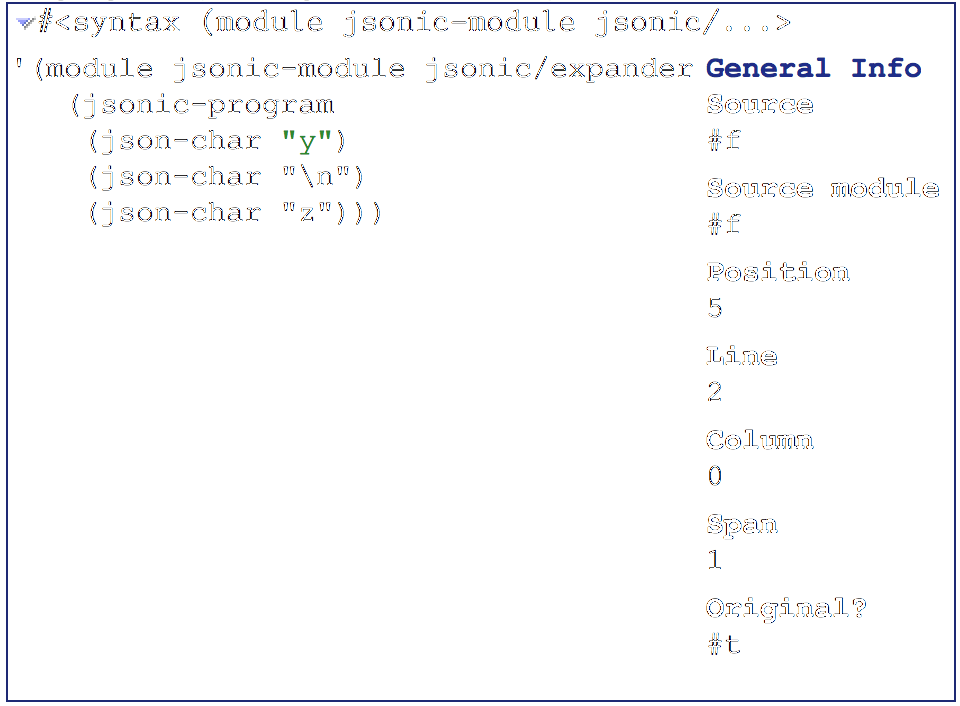 #<syntax (module jsonic-module jsonic/...>
'(module jsonic-module jsonic/expander
(jsonic-program
(json-char "y")
(json-char "\n")
(json-char "z")))
General Info
Source
#f
Source module
#f
Position
5
Line
2
Column
0
Span
1
Original?
#t